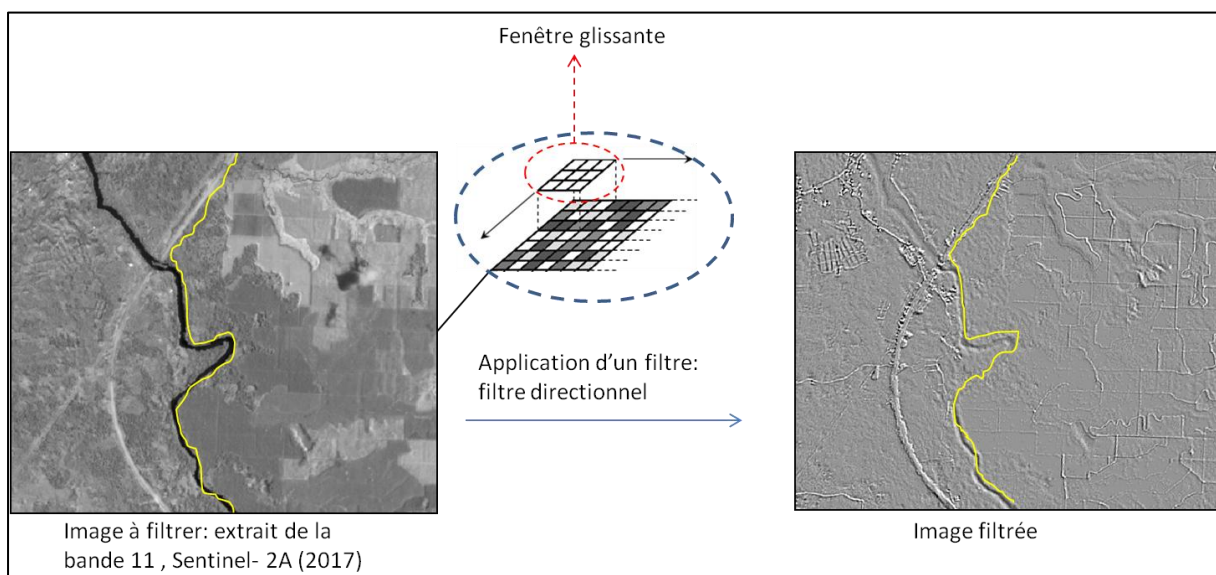 Fenêtre glissante
Application d'un filtre:
filtre directionnel
Image à filtrer: extrait de la
bande 11 , Sentinel- 2A (2017)
Image filtrée